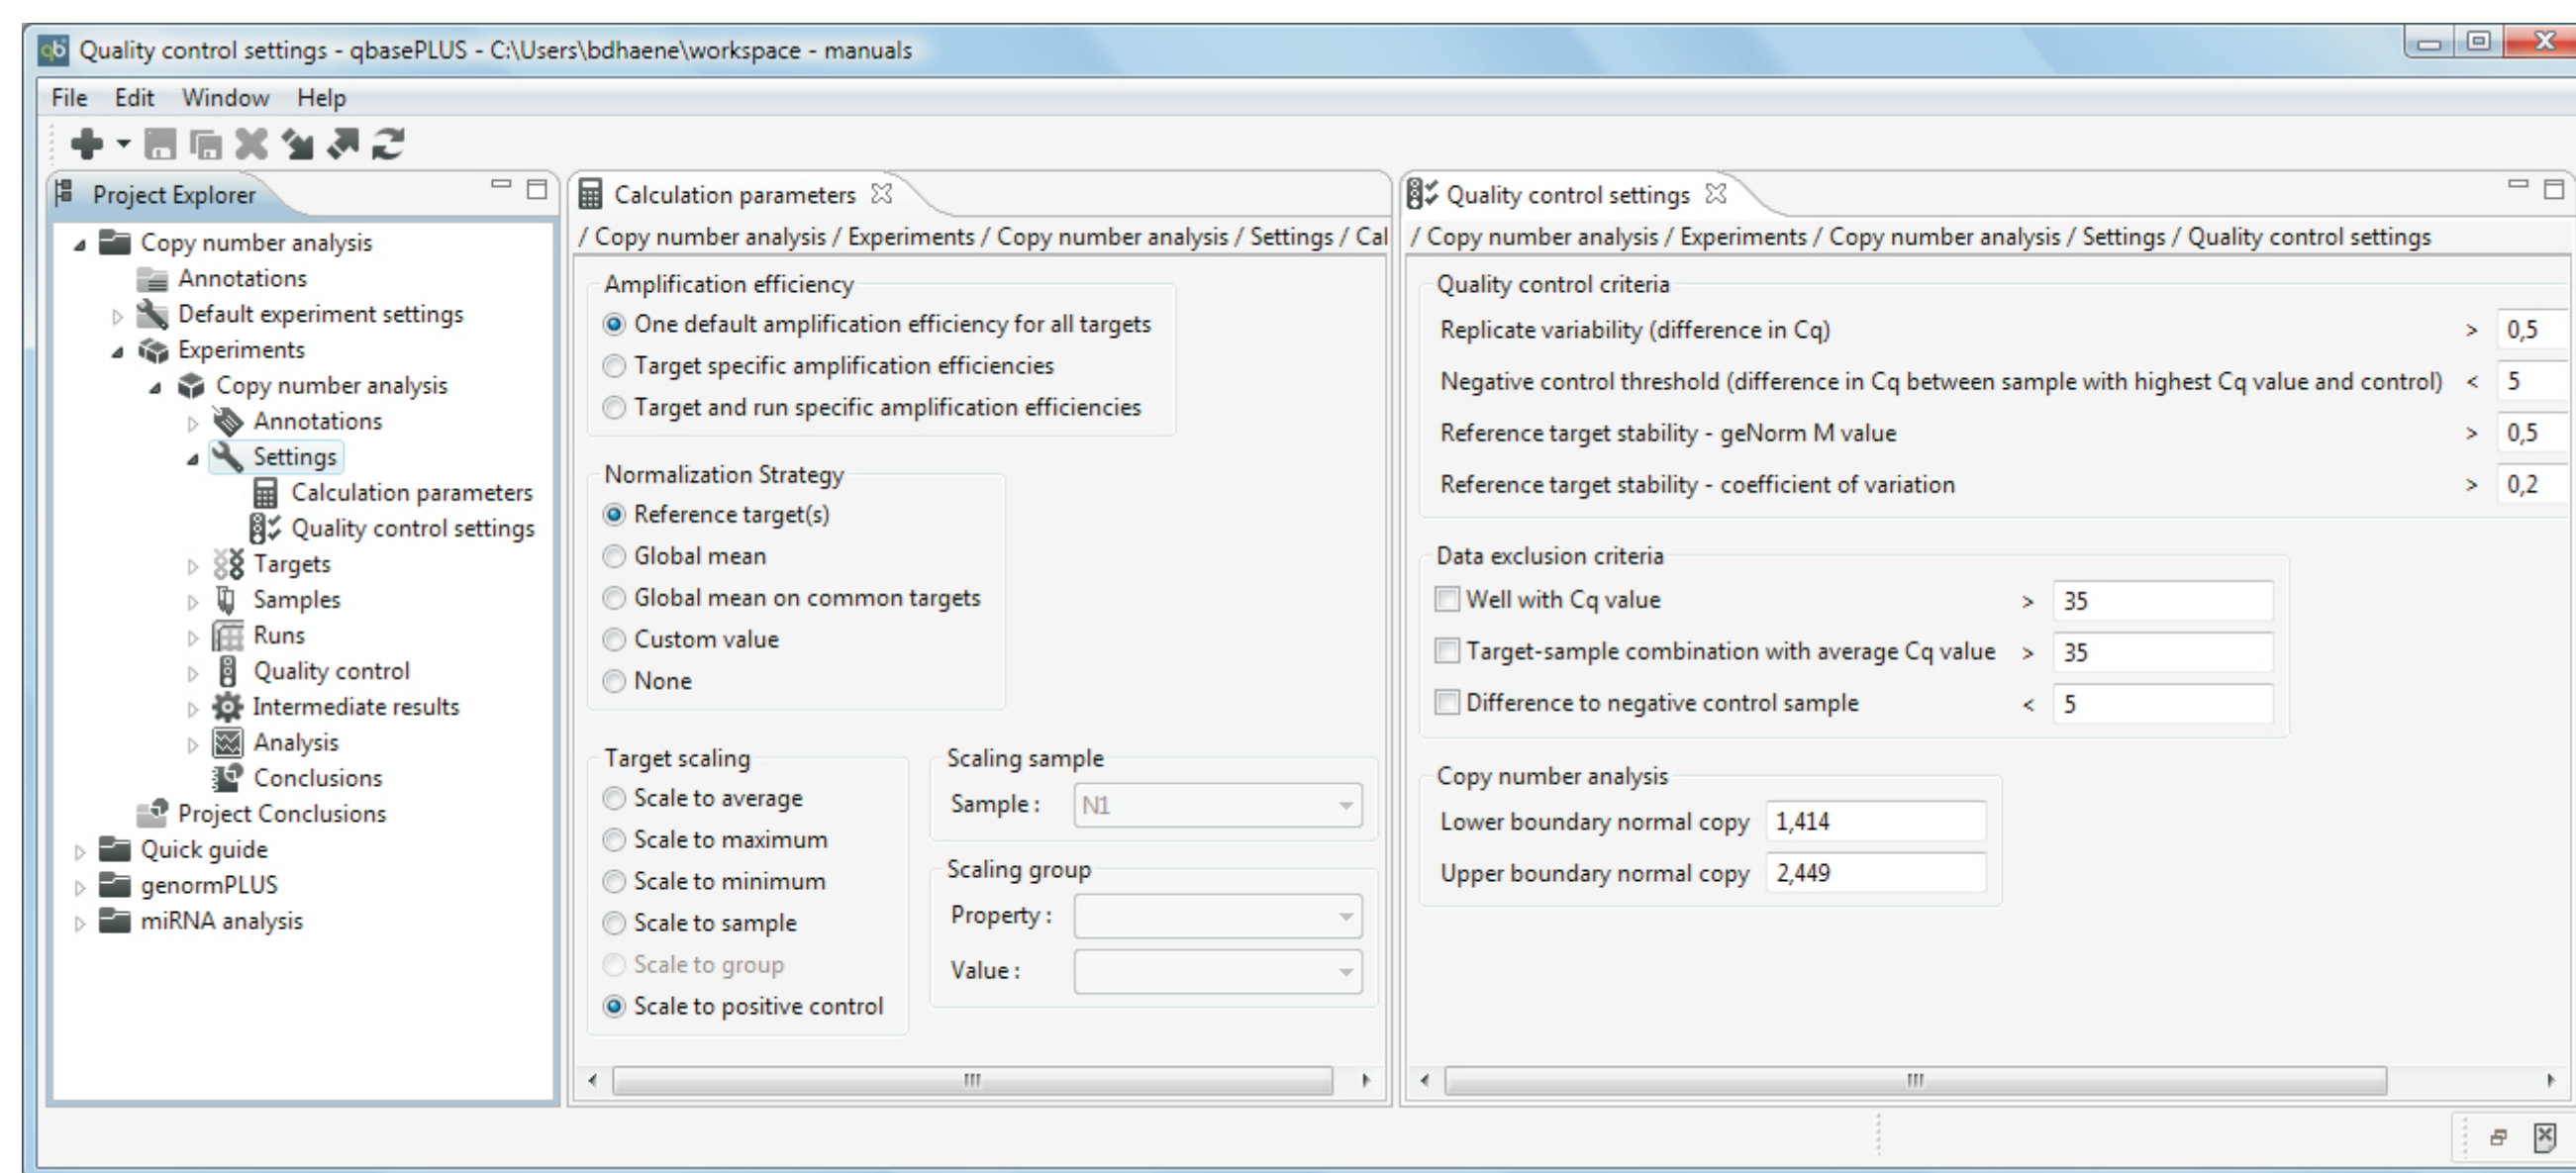 Quality control settings - qbasePLUS - C:\Users\bdhaene\workspace - manuals
File Edit Window Help
Project Explorer
Copy number analysis
Annotations
Default experiment settings
Experiments
Copy number analysis
Annotations
Settings
Calculation parameters
Quality control settings
Targets
Samples
Runs
Quality control
Intermediate results
Analysis
Conclusions
Project Conclusions
Quick guide
genormPLUS
miRNA analysis
Calculation parameters
/ Copy number analysis / Experiments / Copy number analysis / Settings / Cal
Amplification efficiency
One default amplification efficiency for all targets
Target specific amplification efficiencies
Target and run specific amplification efficiencies
Normalization Strategy
Reference target(s)
Global mean
Global mean on common targets
Custom value
None
Target scaling
Scale to average
Scale to maximum
Scale to minimum
Scale to sample
Scale to group
Scale to positive control
Scaling sample
Sample : N1
Scaling group
Property :
Value :
Quality control settings
/ Copy number analysis / Experiments / Copy number analysis / Settings / Quality control settings
Quality control criteria
Replicate variability (difference in Cq) > 0,5
Negative control threshold (difference in Cq between sample with highest Cq value and control) < 5
Reference target stability - geNorm M value > 0,5
Reference target stability - coefficient of variation > 0,2
Data exclusion criteria
Well with Cq value > 35
Target-sample combination with average Cq value > 35
Difference to negative control sample < 5
Copy number analysis
Lower boundary normal copy 1,414
Upper boundary normal copy 2,449